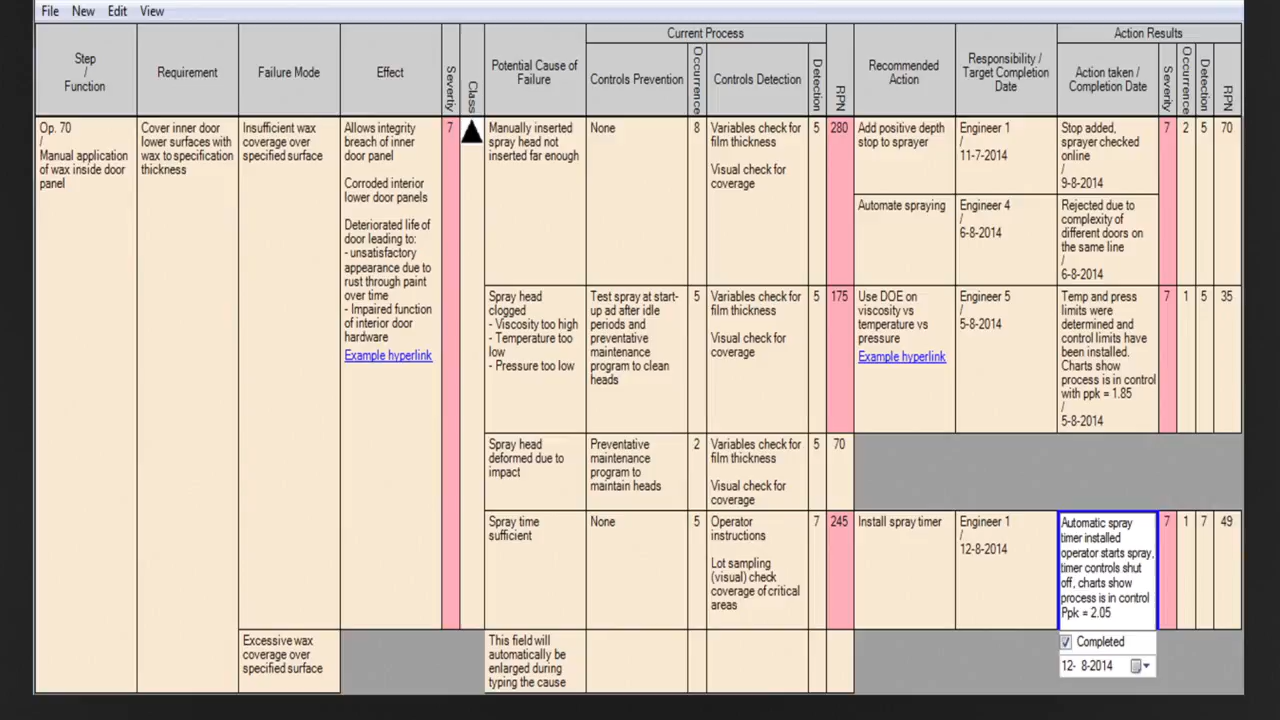 File New Edit View
Current Process
Action Results
Step
/
Function
Requirement
Failure Mode
Effect
Severtiy
Class
Potential Cause of
Failure
Controls Prevention
Occurrence
Controls Detection
Detection
RPN
Recommended
Action
Responsibility /
Target Completion
Date
Action taken /
Completion Date
Severity
Occurrence
Detection
RPN
Op. 70
/
Manual application
of wax inside door
panel
Cover inner door
lower surfaces with
wax to specification
thickness
Insufficient wax
coverage over
specified surface
Allows integrity
breach of inner
door panel
Corroded interior
lower door panels
Deteriorated life of
door leading to:
- unsatisfactory
appearance due to
rust through paint
over time
- Impaired function
of interior door
hardware
Example hyperlink
7
Manually inserted
spray head not
inserted far enough
None
8
Variables check for
film thickness
Visual check for
coverage
5
280
Add positive depth
stop to sprayer
Engineer 1
/
11-7-2014
Stop added,
sprayer checked
online
/
9-8-2014
7
2
5
70
Automate spraying
Engineer 4
/
6-8-2014
Rejected due to
complexity of
different doors on
the same line
/
6-8-2014
Spray head
clogged
- Viscosity too high
- Temperature too
low
- Pressure too low
Test spray at start-
up ad after idle
periods and
preventative
maintenance
program to clean
heads
5
Variables check for
film thickness
Visual check for
coverage
5
175
Use DOE on
viscosity vs
temperature vs
pressure
Example hyperlink
Engineer 5
/
5-8-2014
Temp and press
limits were
determined and
control limits have
been installed.
Charts show
process is in control
with ppk = 1.85
/
5-8-2014
7
1
5
35
Spray head
deformed due to
impact
Preventative
maintenance
program to
maintain heads
2
Variables check for
film thickness
Visual check for
coverage
5
70
Spray time
sufficient
None
5
Operator
instructions
Lot sampling
(visual) check
coverage of critical
areas
7
245
Install spray timer
Engineer 1
/
12-8-2014
Automatic spray
timer installed
operator starts spray,
timer controls shut
off, charts show
process is in control
Ppk = 2.05
7
1
7
49
Completed
12- 8-2014
Excessive wax
coverage over
specified surface
This field will
automatically be
enlarged during
typing the cause